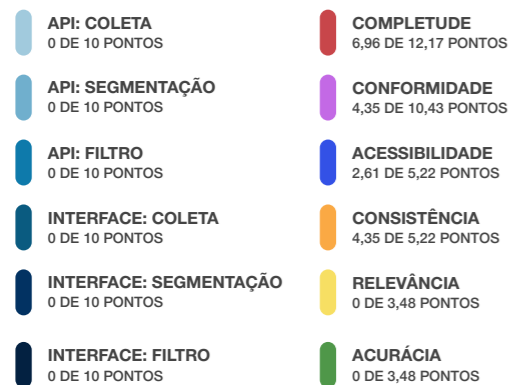 API: COLETA
0 DE 10 PONTOS
API: SEGMENTAÇÃO
0 DE 10 PONTOS
API: FILTRO
0 DE 10 PONTOS
INTERFACE: COLETA
0 DE 10 PONTOS
INTERFACE: SEGMENTAÇÃO
0 DE 10 PONTOS
INTERFACE: FILTRO
0 DE 10 PONTOS
COMPLETUDE
6,96 DE 12,17 PONTOS
CONFORMIDADE
4,35 DE 10,43 PONTOS
ACESSIBILIDADE
2,61 DE 5,22 PONTOS
CONSISTÊNCIA
4,35 DE 5,22 PONTOS
RELEVÂNCIA
0 DE 3,48 PONTOS
ACURÁCIA
0 DE 3,48 PONTOS